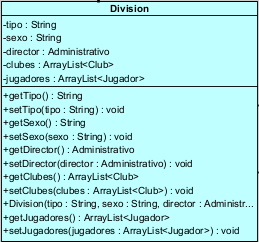 Division
-tipo : String
-sexo : String
-director : Administrativo
-clubes : ArrayList<Club>
-jugadores : ArrayList<Jugador>
+getTipo() : String
+setTipo(tipo : String) : void
+getSexo() : String
+setSexo(sexo : String) : void
+getDirector() : Administrativo
+setDirector(director : Administrativo) : void
+getClubes() : ArrayList<Club>
+setClubes(clubes : ArrayList<Club>) : void
+Division(tipo : String, sexo : String, director : Administr...
+getJugadores() : ArrayList<Jugador>
+setJugadores(jugadores : ArrayList<Jugador>) : void